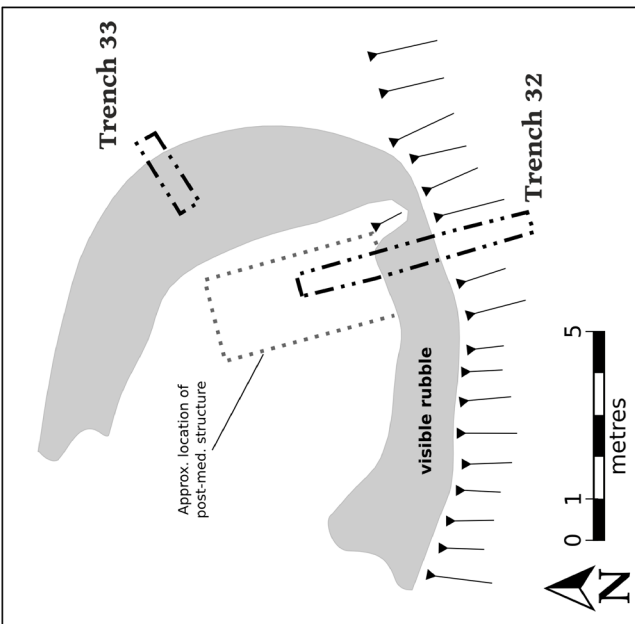 Trench 33
Trench 32
Approx. location of
post-med. structure
visible rubble
0 1 5
metres
N